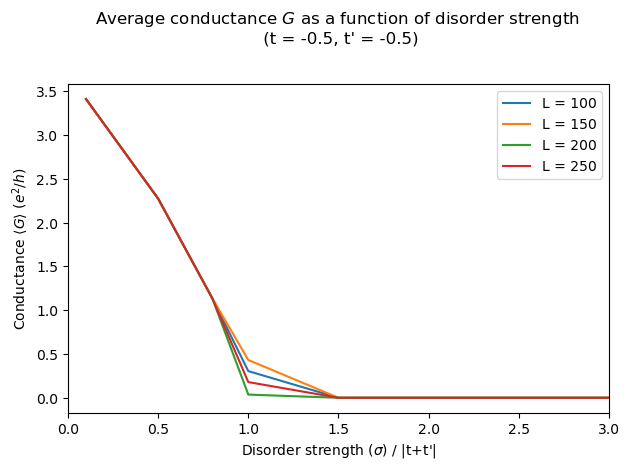 Average conductance G as a function of disorder strength
(t = -0.5, t' = -0.5)
3.5
3.0
2.5
2.0
1.5
1.0
0.5
0.0
Conductance ⟨G⟩ (e²/h)
L = 100
L = 150
L = 200
L = 250
0.0 0.5 1.0 1.5 2.0 2.5 3.0
Disorder strength (σ) / |t+t'|